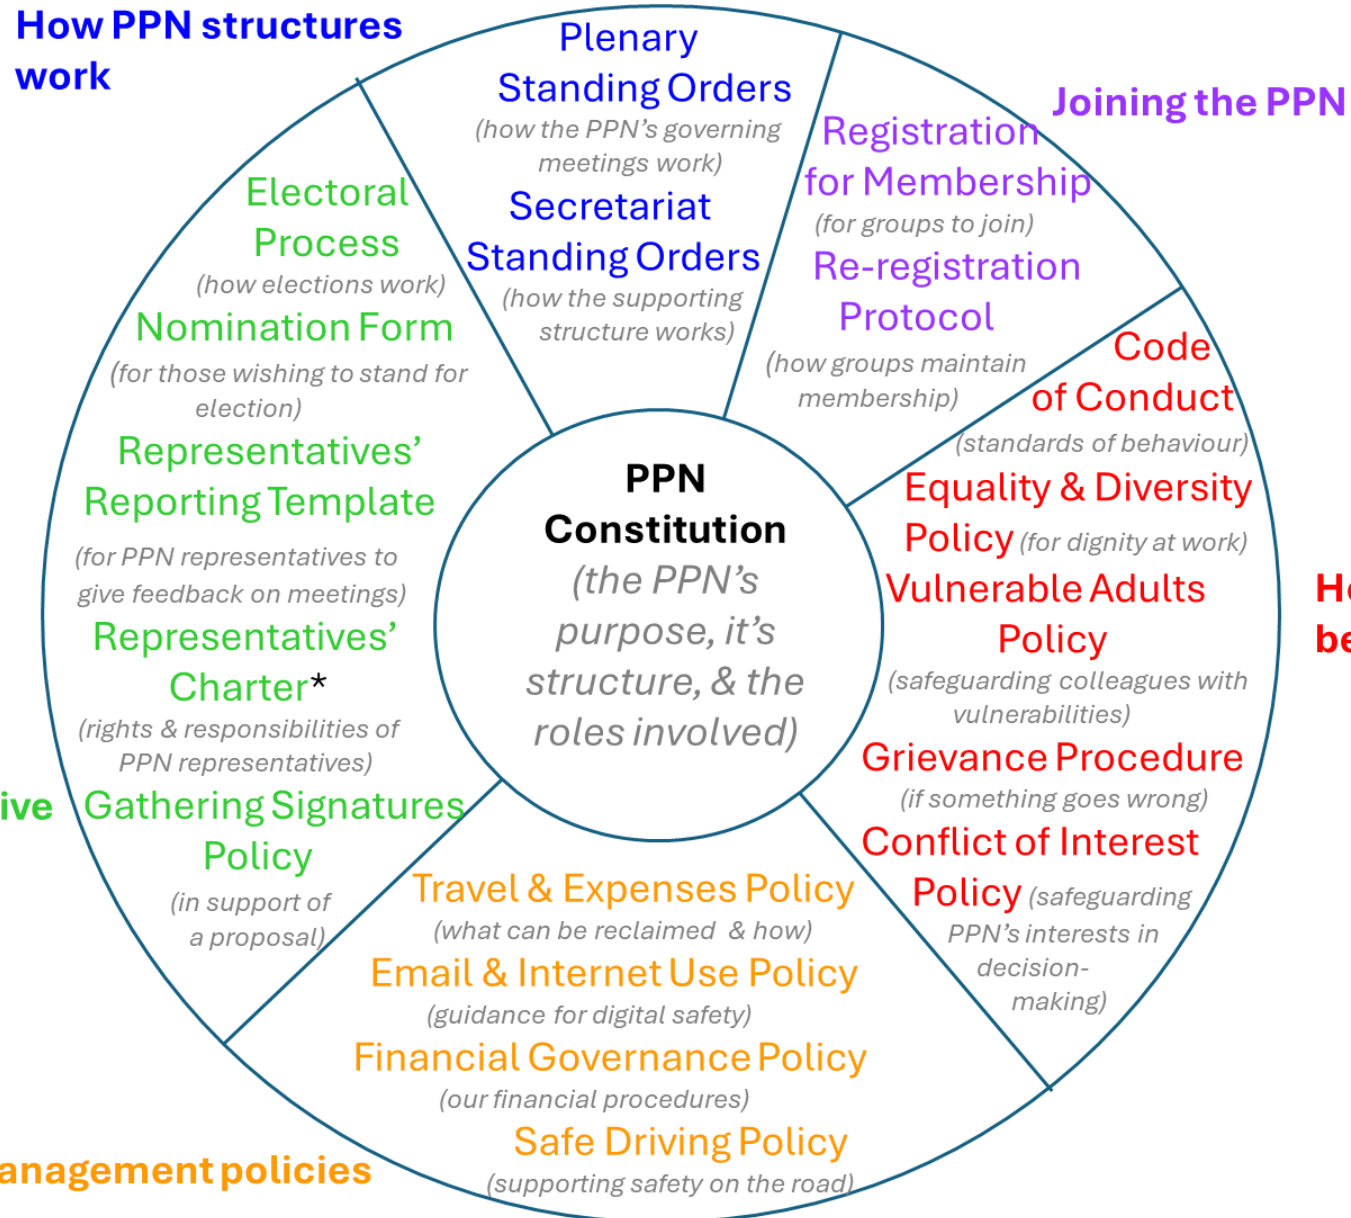 How PPN structures
work
Plenary
Standing Orders
(how the PPN's governing
meetings work)
Secretariat
Standing Orders
(how the supporting
structure works)
Joining the PPN
Registration
for Membership
(for groups to join)
Re-registration
Protocol
(how groups maintain
membership)
Code
of Conduct
(standards of behaviour)
Equality & Diversity
Policy (for dignity at work)
Vulnerable Adults
Policy
(safeguarding colleagues with
vulnerabilities)
Grievance Procedure
(if something goes wrong)
Conflict of Interest
Policy (safeguarding
PPN's interests in
decision-
making)
Travel & Expenses Policy
(what can be reclaimed & how)
Email & Internet Use Policy
(guidance for digital safety)
Financial Governance Policy
(our financial procedures)
Safe Driving Policy
(supporting safety on the road)
anagement policies
Electoral
Process
(how elections work)
Nomination Form
(for those wishing to stand for
election)
Representatives'
Reporting Template
(for PPN representatives to
give feedback on meetings)
Representatives'
Charter*
(rights & responsibilities of
PPN representatives)
Gathering Signatures
Policy
(in support of
a proposal)
ive
PPN
Constitution
(the PPN's
purpose, it's
structure, & the
roles involved)